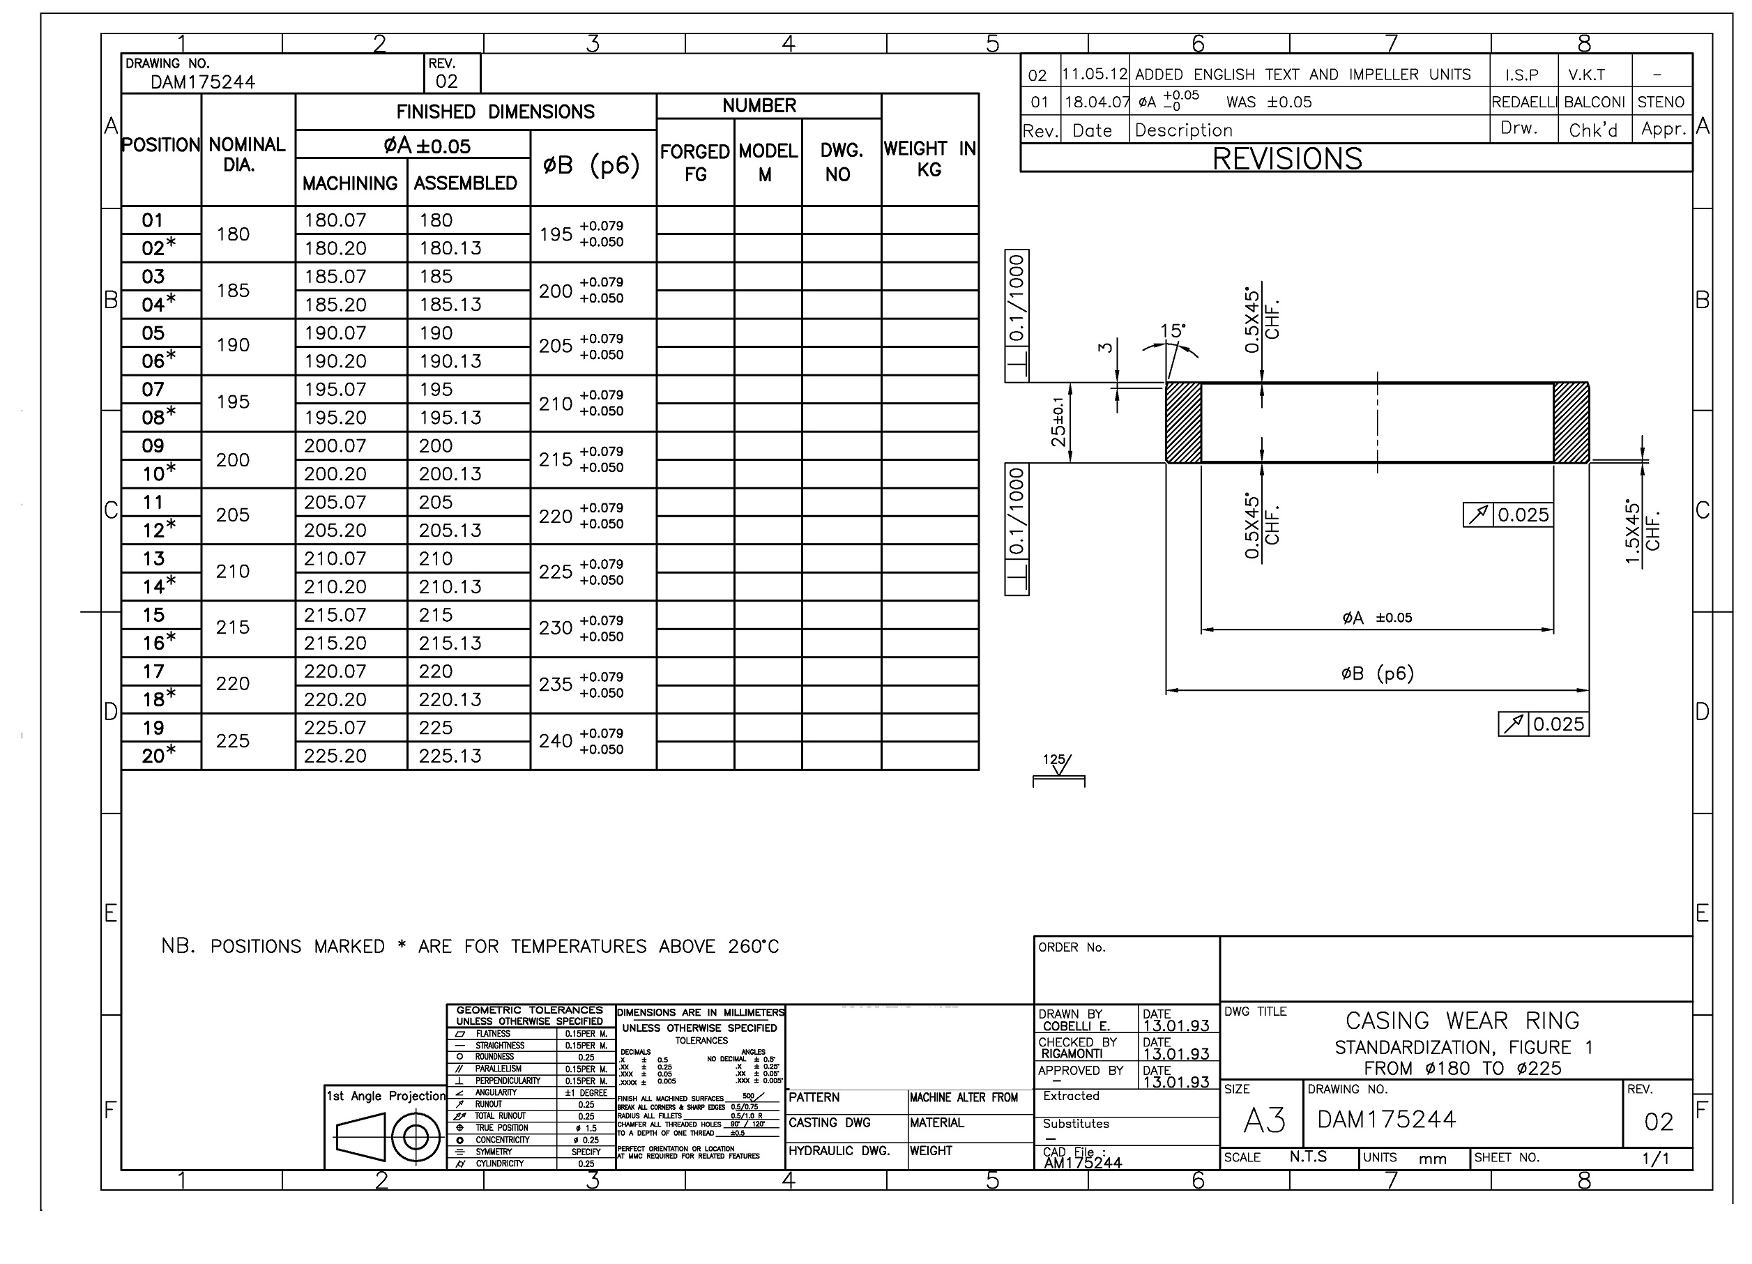 1 2 3 4 5 6 7 8
DRAWING NO.
DAM175244
REV.
02
POSITION
NOMINAL
DIA.
FINISHED DIMENSIONS
ØA ±0.05
MACHINING
ASSEMBLED
ØB (p6)
NUMBER
FORGED
FG
MODEL
M
DWG.
NO
WEIGHT IN
KG
01 180 180.07 180 195 +0.079 +0.050
02* 180.20 180.13
03 185 185.07 185 200 +0.079 +0.050
04* 185.20 185.13
05 190 190.07 190 205 +0.079 +0.050
06* 190.20 190.13
07 195 195.07 195 210 +0.079 +0.050
08* 195.20 195.13
09 200 200.07 200 215 +0.079 +0.050
10* 200.20 200.13
11 205 205.07 205 220 +0.079 +0.050
12* 205.20 205.13
13 210 210.07 210 225 +0.079 +0.050
14* 210.20 210.13
15 215 215.07 215 230 +0.079 +0.050
16* 215.20 215.13
17 220 220.07 220 235 +0.079 +0.050
18* 220.20 220.13
19 225 225.07 225 240 +0.079 +0.050
20* 225.20 225.13
02 11.05.12 ADDED ENGLISH TEXT AND IMPELLER UNITS I.S.P V.K.T –
01 18.04.07 ØA +0.05 –0 WAS ±0.05 REDAELLI BALCONI STENO
Rev. Date Description Drw. Chk'd Appr.
REVISIONS
A A
B B
C C
D D
E E
F F
⊥ 0.1/1000
3
15°
0.5X45°
CHF.
25±0.1
⊥ 0.1/1000
0.5X45°
CHF.
0.025
1.5X45°
CHF.
ØA ±0.05
ØB (p6)
0.025
125/
NB. POSITIONS MARKED * ARE FOR TEMPERATURES ABOVE 260°C
1st Angle Projection
GEOMETRIC TOLERANCES
UNLESS OTHERWISE SPECIFIED
FLATNESS 0.15PER M.
STRAIGHTNESS 0.15PER M.
ROUNDNESS 0.25
PARALLELISM 0.15PER M.
PERPENDICULARITY 0.15PER M.
ANGULARITY ±1 DEGREE
RUNOUT 0.25
TOTAL RUNOUT 0.25
TRUE POSITION ø 1.5
CONCENTRICITY ø 0.25
SYMMETRY SPECIFY
CYLINDRICITY 0.25
DIMENSIONS ARE IN MILLIMETERS
UNLESS OTHERWISE SPECIFIED
TOLERANCES
DECIMALS ANGLES
.X ± 0.5 NO DECIMAL ± 0.5°
.XX ± 0.25 .X ± 0.25°
.XXX ± 0.05 .XX ± 0.05°
.XXXX ± 0.005 .XXX ± 0.005°
FINISH ALL MACHINED SURFACES 500/
BREAK ALL CORNERS & SHARP EDGES 0.5/0.75
RADIUS ALL FILLETS 0.5/1.0 R
CHAMFER ALL THREADED HOLES 90° / 120°
TO A DEPTH OF ONE THREAD ±0.5
PERFECT ORIENTATION OR LOCATION
AT MMC REQUIRED FOR RELATED FEATURES
PATTERN
MACHINE ALTER FROM
CASTING DWG
MATERIAL
HYDRAULIC DWG.
WEIGHT
ORDER No.
DRAWN BY
COBELLI E.
DATE
13.01.93
CHECKED BY
RIGAMONTI
DATE
13.01.93
APPROVED BY
–
DATE
13.01.93
Extracted
Substitutes
–
CAD File :
AM175244
DWG TITLE
CASING WEAR RING
STANDARDIZATION, FIGURE 1
FROM Ø180 TO Ø225
SIZE
A3
DRAWING NO.
DAM175244
REV.
02
SCALE N.T.S
UNITS mm
SHEET NO. 1/1
1 2 3 4 5 6 7 8